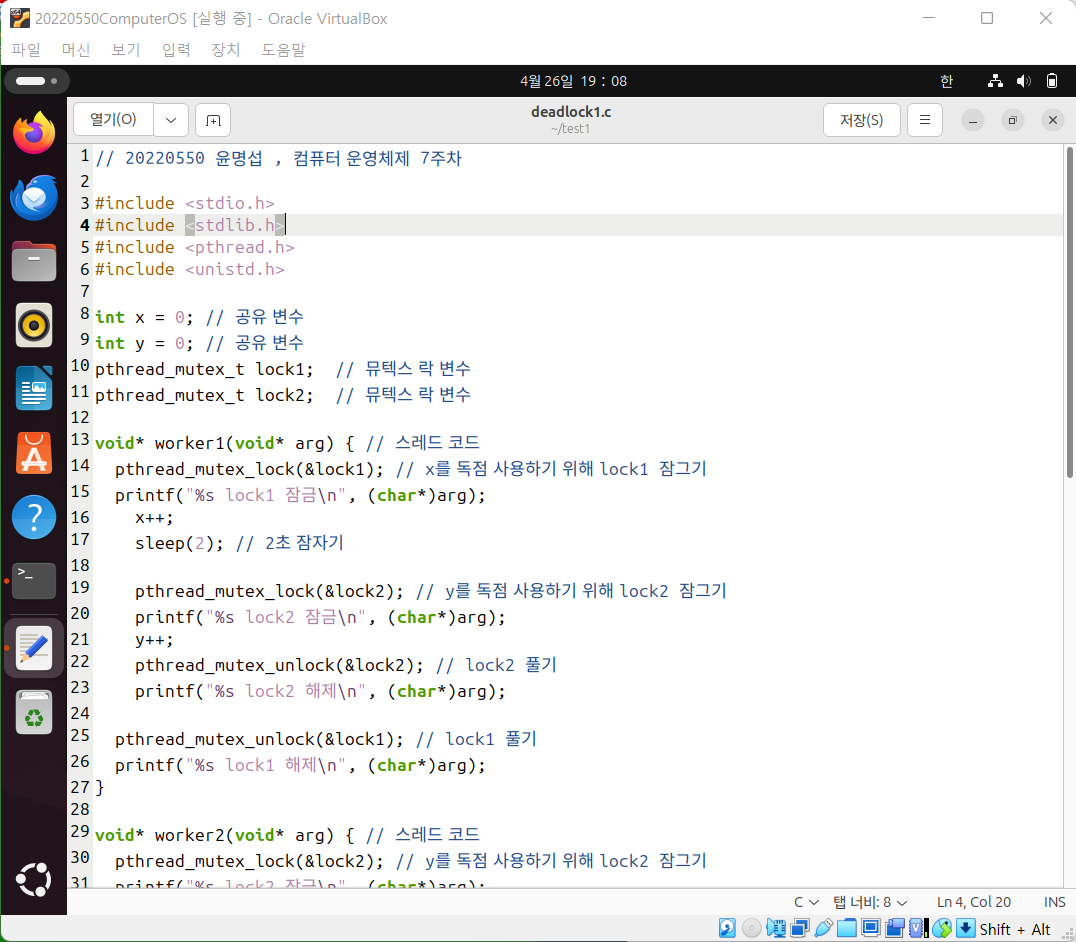 20220550ComputerOS [실행 중] - Oracle VirtualBox
파일 머신 보기 입력 장치 도움말
4월 26일 19 : 08 한
열기(O) deadlock1.c 저장(S)
~/test1
1 // 20220550 윤명섭 , 컴퓨터 운영체제 7주차
2
3 #include <stdio.h>
4 #include <stdlib.h>
5 #include <pthread.h>
6 #include <unistd.h>
7
8 int x = 0; // 공유 변수
9 int y = 0; // 공유 변수
10 pthread_mutex_t lock1;  // 뮤텍스 락 변수
11 pthread_mutex_t lock2;  // 뮤텍스 락 변수
12
13 void* worker1(void* arg) { // 스레드 코드
14   pthread_mutex_lock(&lock1); // x를 독점 사용하기 위해 lock1 잠그기
15   printf("%s lock1 잠금\n", (char*)arg);
16     x++;
17     sleep(2); // 2초 잠자기
18
19     pthread_mutex_lock(&lock2); // y를 독점 사용하기 위해 lock2 잠그기
20     printf("%s lock2 잠금\n", (char*)arg);
21     y++;
22     pthread_mutex_unlock(&lock2); // lock2 풀기
23     printf("%s lock2 해제\n", (char*)arg);
24
25   pthread_mutex_unlock(&lock1); // lock1 풀기
26   printf("%s lock1 해제\n", (char*)arg);
27 }
28
29 void* worker2(void* arg) { // 스레드 코드
30   pthread_mutex_lock(&lock2); // y를 독점 사용하기 위해 lock2 잠그기
31   printf("%s lock2 잠금\n", (char*)arg);
C 탭 너비: 8 Ln 4, Col 20 INS
Shift + Alt